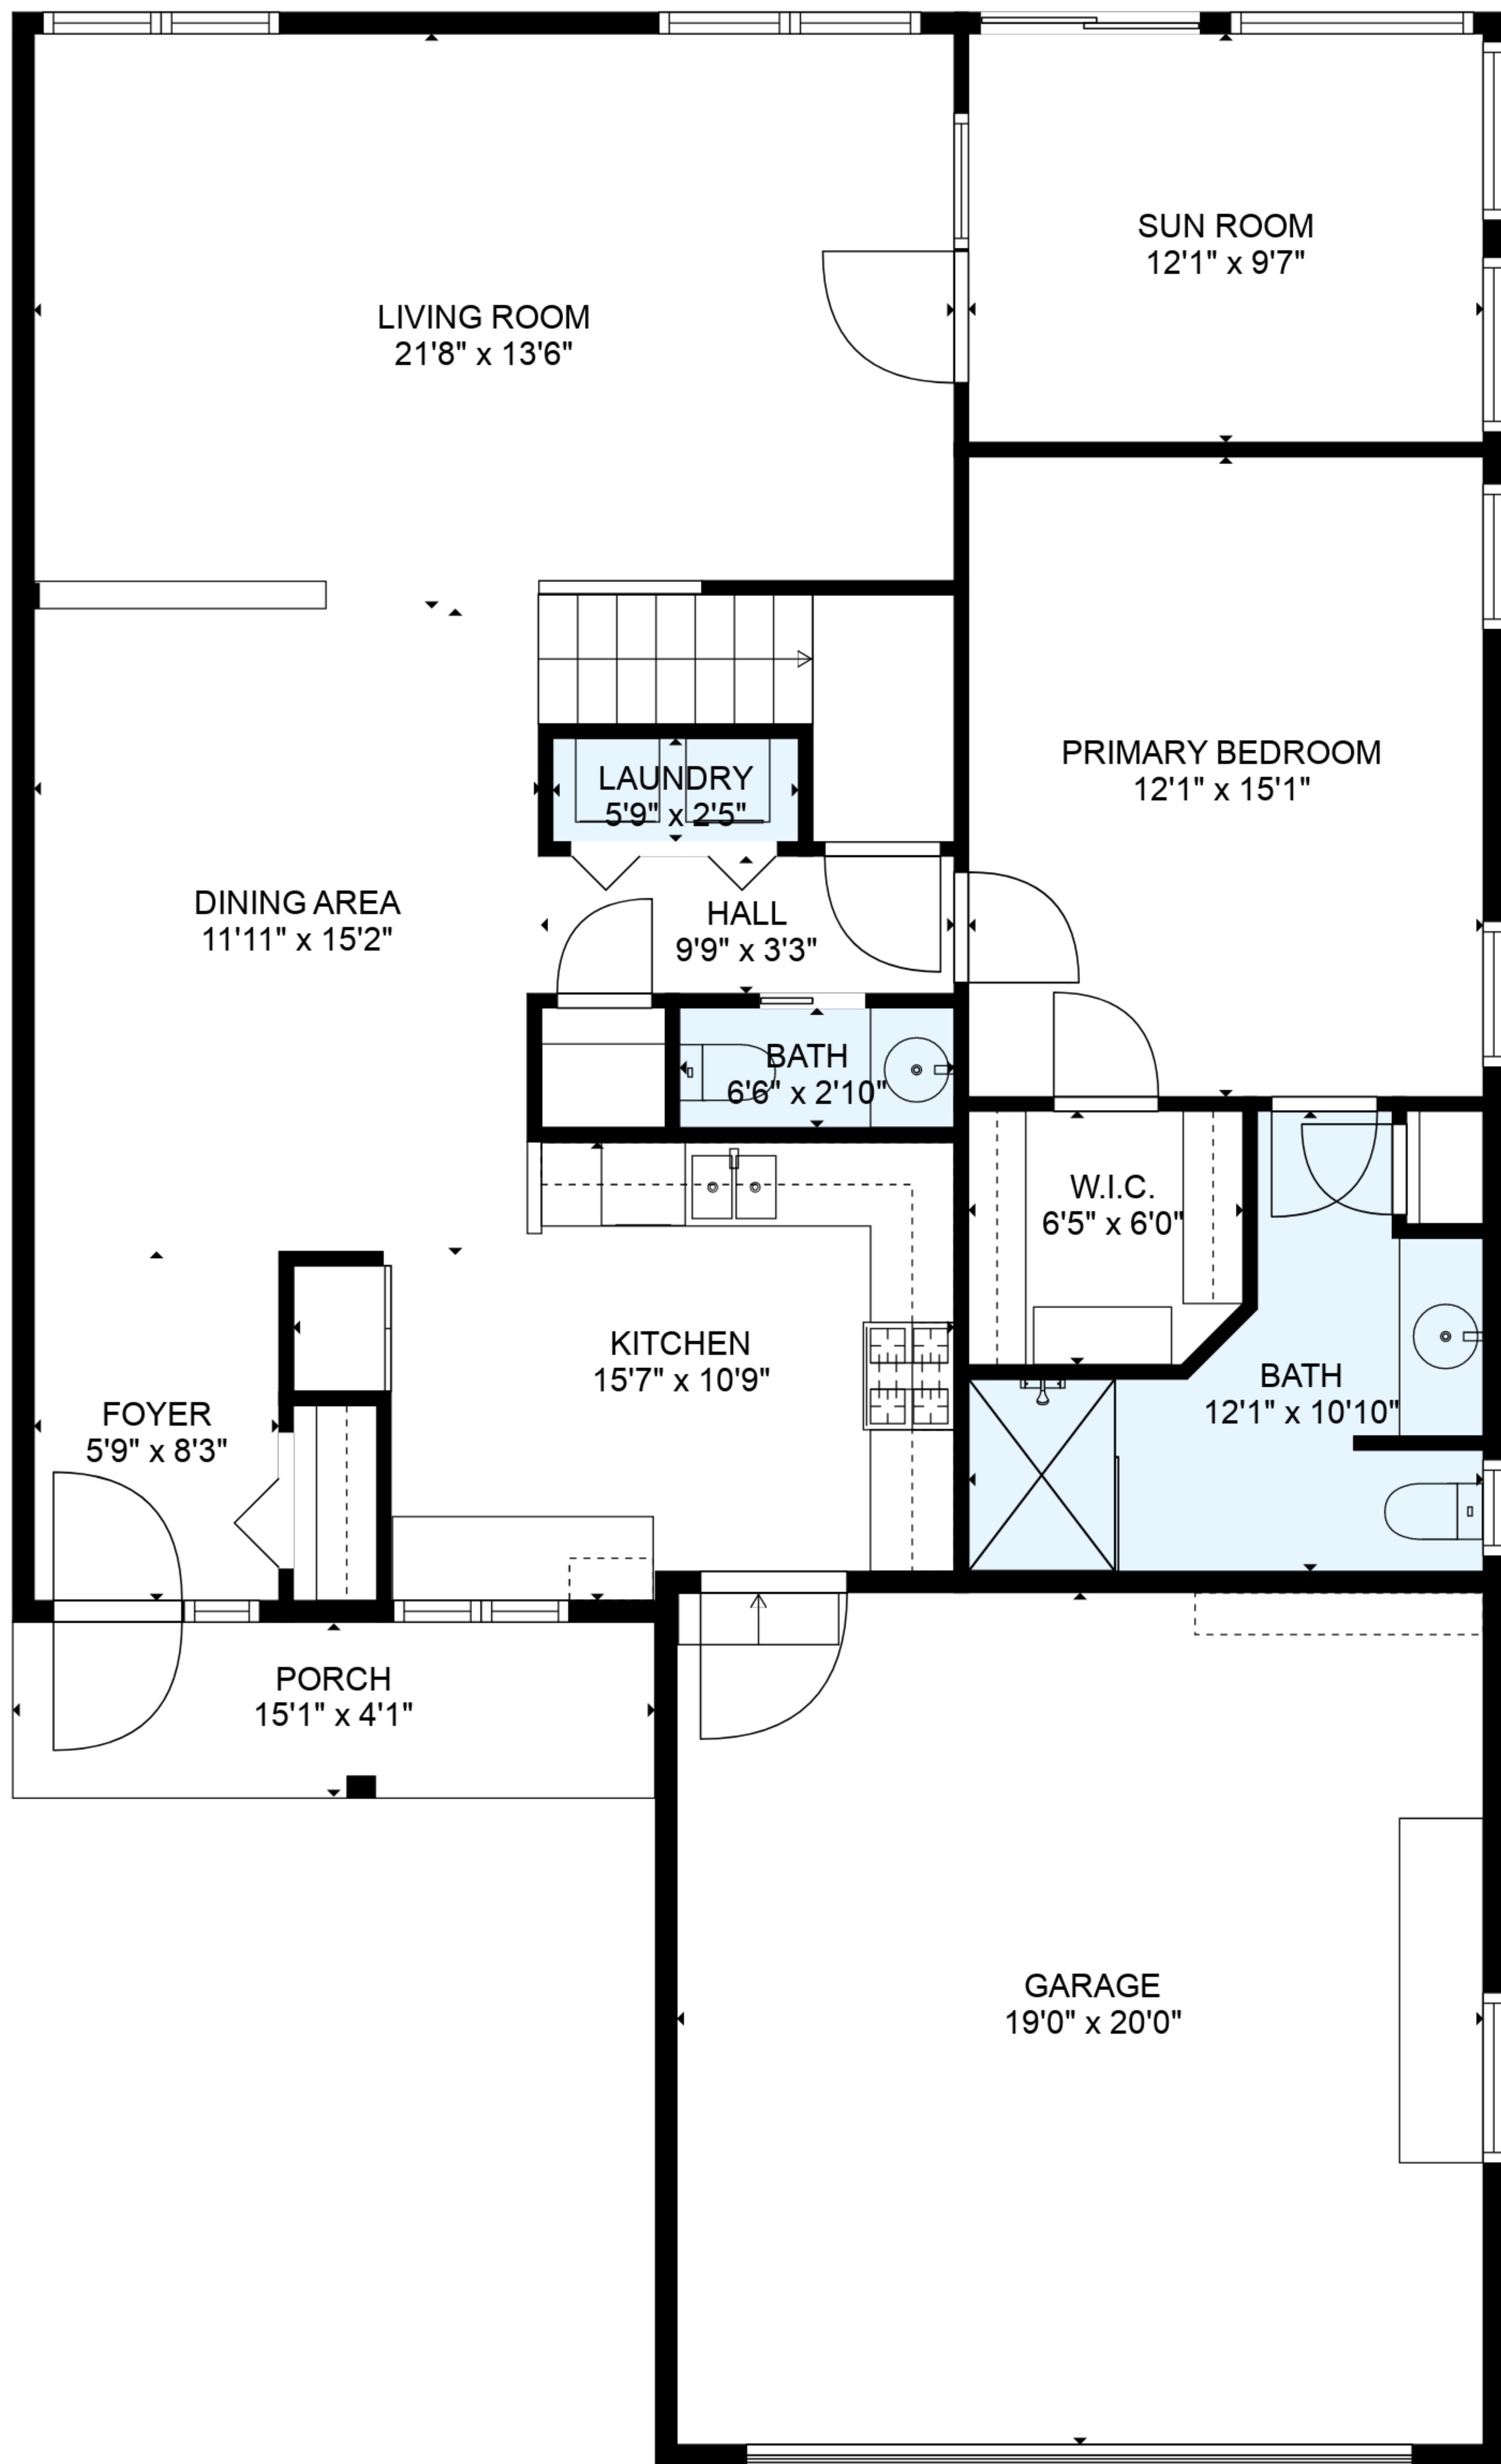 SUN ROOM
12'1" x 9'7"
LIVING ROOM
21'8" x 13'6"
PRIMARY BEDROOM
12'1" x 15'1"
LAUNDRY
5'9" x 2'5"
DINING AREA
11'11" x 15'2"
HALL
9'9" x 3'3"
BATH
6'6" x 2'10"
W.I.C.
6'5" x 6'0"
KITCHEN
15'7" x 10'9"
BATH
12'1" x 10'10"
FOYER
5'9" x 8'3"
PORCH
15'1" x 4'1"
GARAGE
19'0" x 20'0"